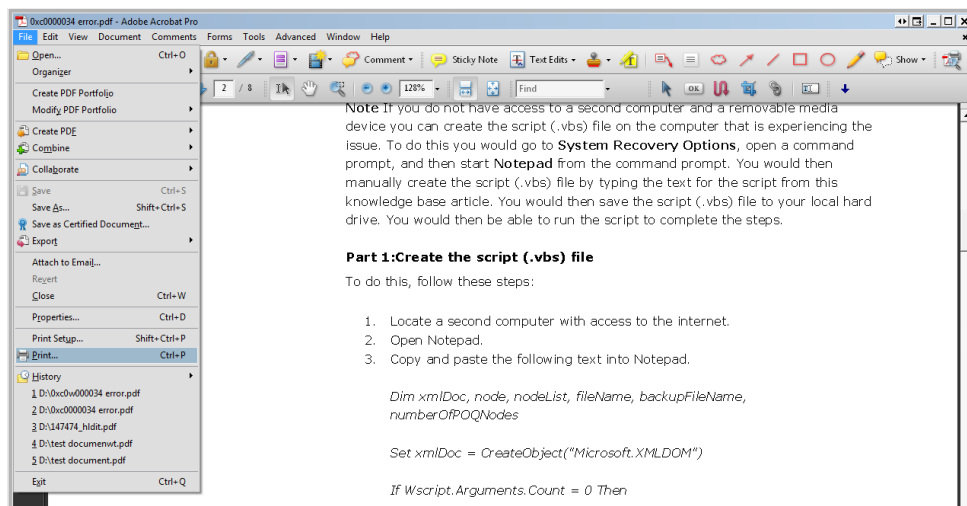 0xc0000034 error.pdf - Adobe Acrobat Pro
File Edit View Document Comments Forms Tools Advanced Window Help
Open... Ctrl+O
Organizer
Create PDF Portfolio
Modify PDF Portfolio
Create PDF
Combine
Collaborate
Save Ctrl+S
Save As... Shift+Ctrl+S
Save as Certified Document...
Export
Attach to Email...
Revert
Close Ctrl+W
Properties... Ctrl+D
Print Setup... Shift+Ctrl+P
Print... Ctrl+P
History
1 D:\0xc0w000034 error.pdf
2 D:\0xc0000034 error.pdf
3 D:\147474_hldit.pdf
4 D:\test documenwt.pdf
5 D:\test document.pdf
Exit Ctrl+Q
Comment Sticky Note Text Edits Show
2 / 8 128% Find OK
Note If you do not have access to a second computer and a removable media
device you can create the script (.vbs) file on the computer that is experiencing the
issue. To do this you would go to System Recovery Options, open a command
prompt, and then start Notepad from the command prompt. You would then
manually create the script (.vbs) file by typing the text for the script from this
knowledge base article. You would then save the script (.vbs) file to your local hard
drive. You would then be able to run the script to complete the steps.
Part 1:Create the script (.vbs) file
To do this, follow these steps:
1. Locate a second computer with access to the internet.
2. Open Notepad.
3. Copy and paste the following text into Notepad.
Dim xmlDoc, node, nodeList, fileName, backupFileName,
numberOfPOQNodes
Set xmlDoc = CreateObject("Microsoft.XMLDOM")
If Wscript.Arguments.Count = 0 Then